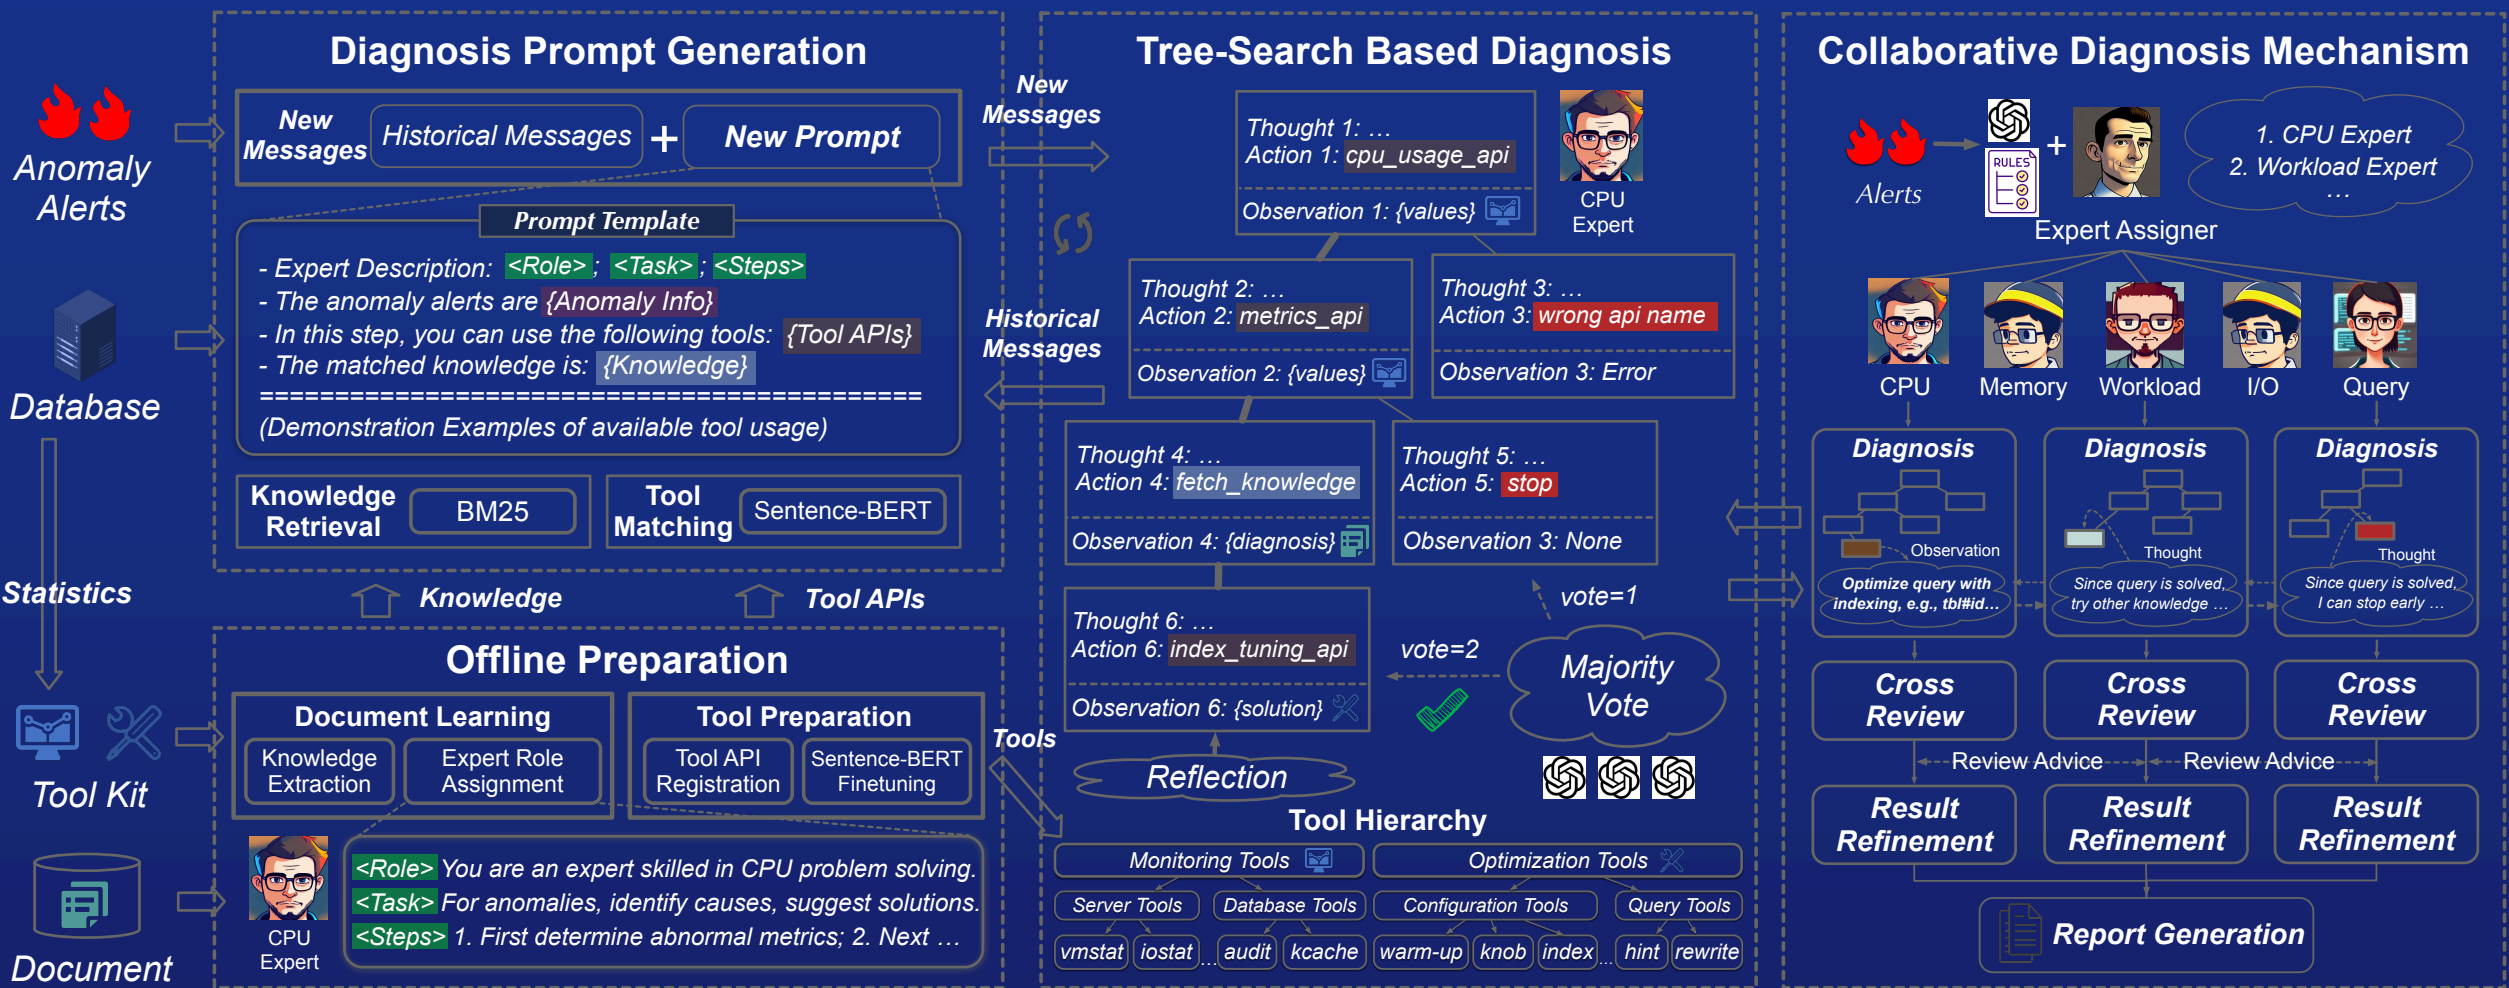 Anomaly
Alerts
Database
Statistics
Tool Kit
Document
Diagnosis Prompt Generation
New
Messages
Historical Messages
+
New Prompt
Prompt Template
- Expert Description: <Role> ; <Task> ; <Steps>
- The anomaly alerts are {Anomaly Info}
- In this step, you can use the following tools: {Tool APIs}
- The matched knowledge is: {Knowledge}
============================================
(Demonstration Examples of available tool usage)
Knowledge
Retrieval
BM25
Tool
Matching
Sentence-BERT
Knowledge
Tool APIs
Offline Preparation
Document Learning
Knowledge
Extraction
Expert Role
Assignment
Tool Preparation
Tool API
Registration
Sentence-BERT
Finetuning
CPU
Expert
<Role> You are an expert skilled in CPU problem solving.
<Task> For anomalies, identify causes, suggest solutions.
<Steps> 1. First determine abnormal metrics; 2. Next …
New
Messages
Historical
Messages
Tools
Tree-Search Based Diagnosis
Thought 1: …
Action 1: cpu_usage_api
Observation 1: {values}
CPU
Expert
Thought 2: …
Action 2: metrics_api
Observation 2: {values}
Thought 3: …
Action 3: wrong api name
Observation 3: Error
Thought 4: …
Action 4: fetch_knowledge
Observation 4: {diagnosis}
Thought 5: …
Action 5: stop
Observation 3: None
Thought 6: …
Action 6: index_tuning_api
Observation 6: {solution}
vote=1
vote=2
Majority
Vote
Reflection
Tool Hierarchy
Monitoring Tools
Optimization Tools
Server Tools
Database Tools
Configuration Tools
Query Tools
vmstat
iostat
...
audit
kcache
warm-up
knob
index
...
hint
rewrite
Collaborative Diagnosis Mechanism
Alerts
RULES
+
Expert Assigner
1. CPU Expert
2. Workload Expert
…
CPU
Memory
Workload
I/O
Query
Diagnosis
Observation
Optimize query with
indexing, e.g., tbl#id…
Diagnosis
Thought
Since query is solved,
try other knowledge …
Diagnosis
Thought
Since query is solved,
I can stop early …
Cross
Review
Cross
Review
Cross
Review
Review Advice
Review Advice
Result
Refinement
Result
Refinement
Result
Refinement
Report Generation